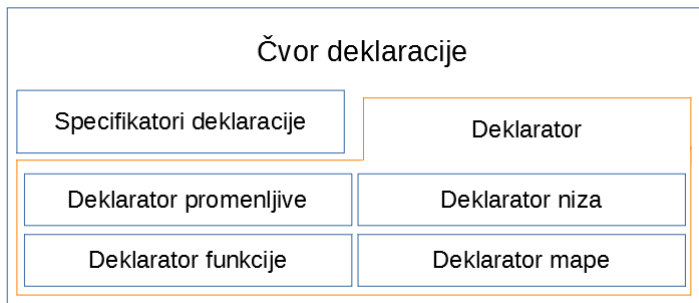 Čvor deklaracije
Specifikatori deklaracije
Deklarator
Deklarator promenljive
Deklarator niza
Deklarator funkcije
Deklarator mape